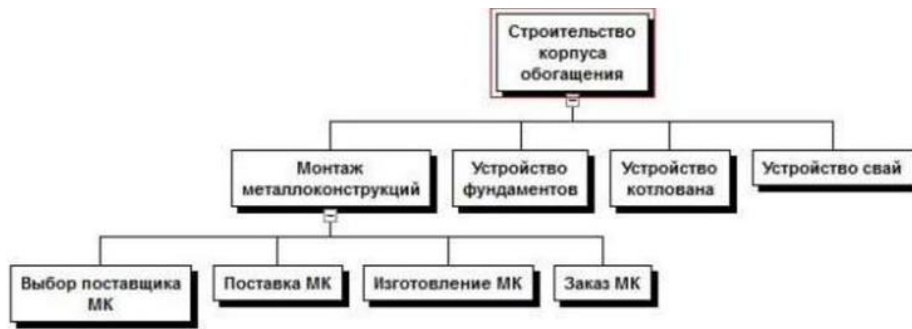 Строительство
корпуса
обогащения
Монтаж
металлоконструкций
Устройство
фундаментов
Устройство
котлована
Устройство свай
Выбор поставщика
МК
Поставка МК
Изготовление МК
Заказ МК